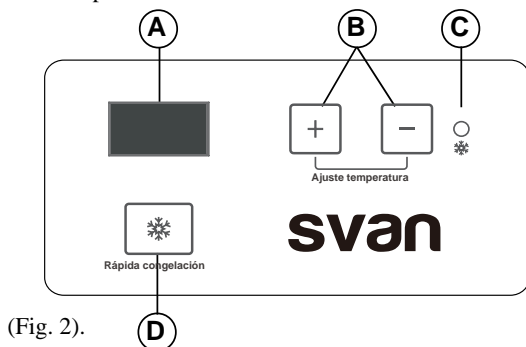 A B C
+ −
Ajuste temperatura
svan
Rápida congelación
(Fig. 2).
D